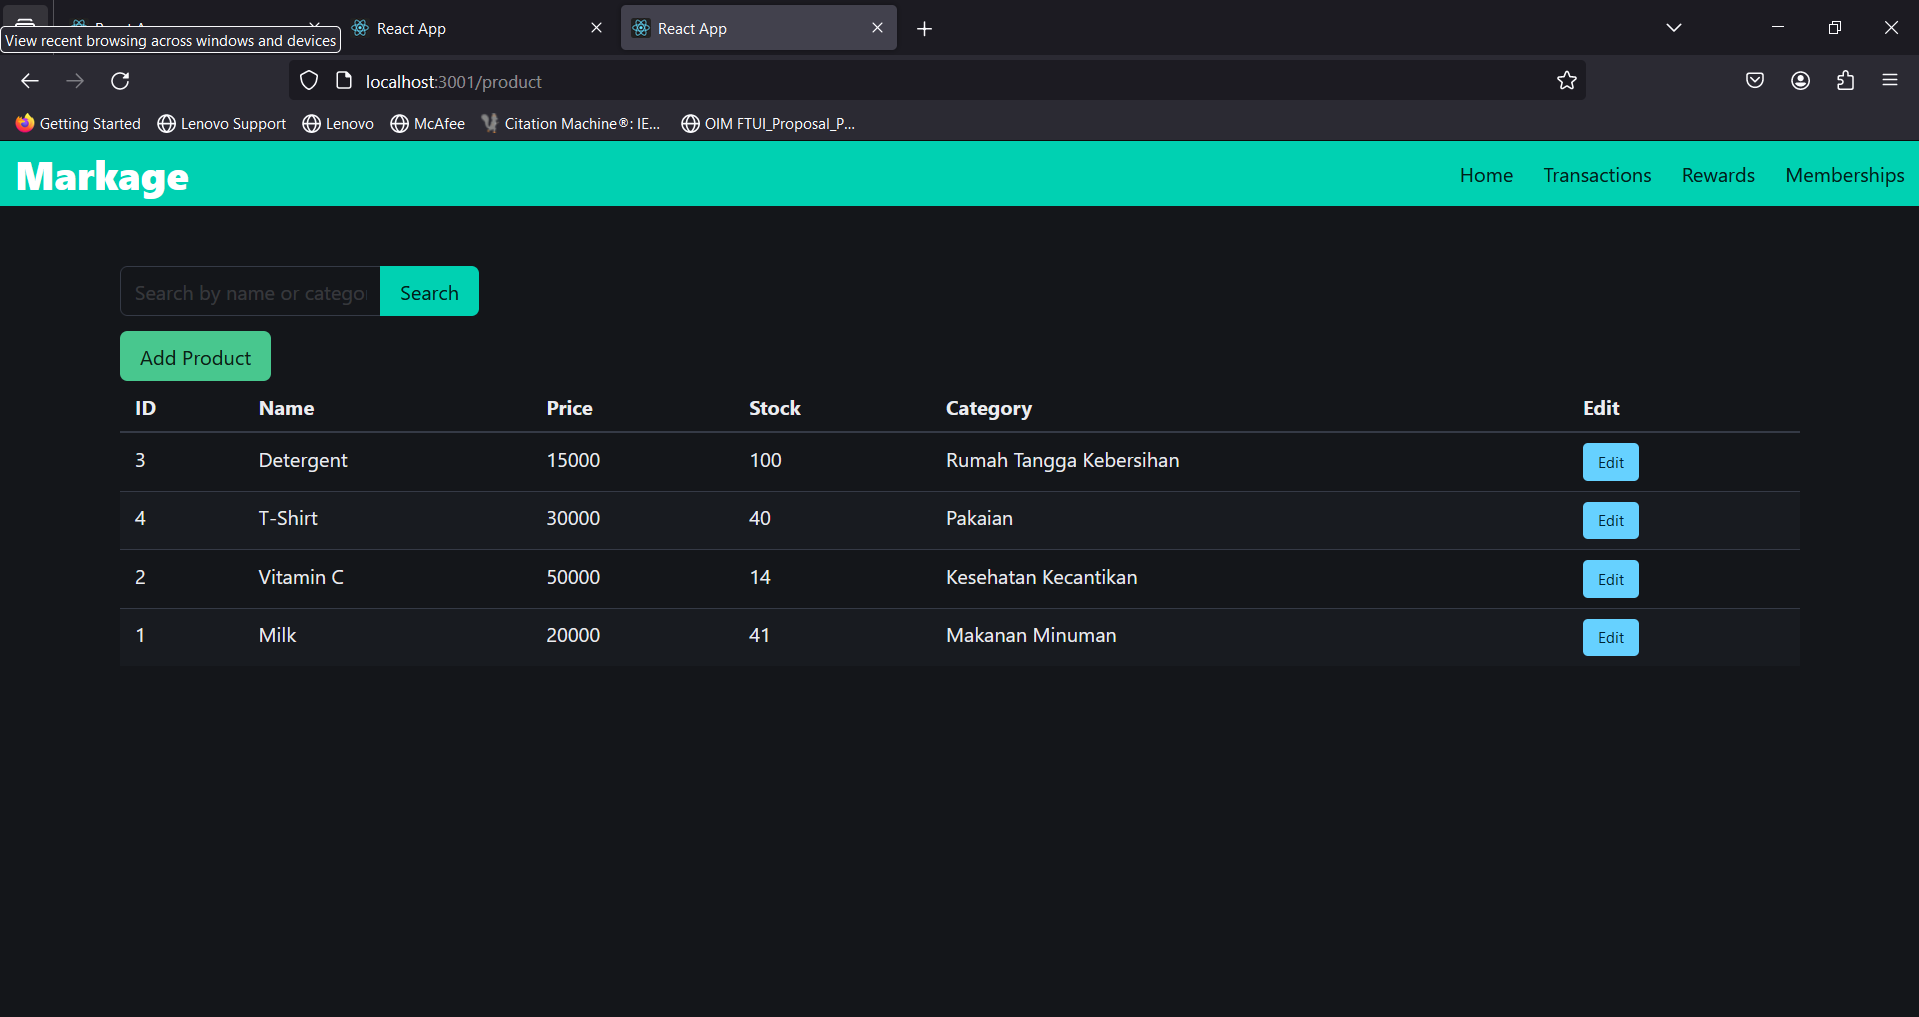 React App
React App
View recent browsing across windows and devices
localhost:3001/product
Getting Started Lenovo Support Lenovo McAfee Citation Machine®: IE... OIM FTUI_Proposal_P...
Markage Home Transactions Rewards Memberships
Search by name or catego Search
Add Product
ID Name Price Stock Category Edit
3 Detergent 15000 100 Rumah Tangga Kebersihan Edit
4 T-Shirt 30000 40 Pakaian Edit
2 Vitamin C 50000 14 Kesehatan Kecantikan Edit
1 Milk 20000 41 Makanan Minuman Edit